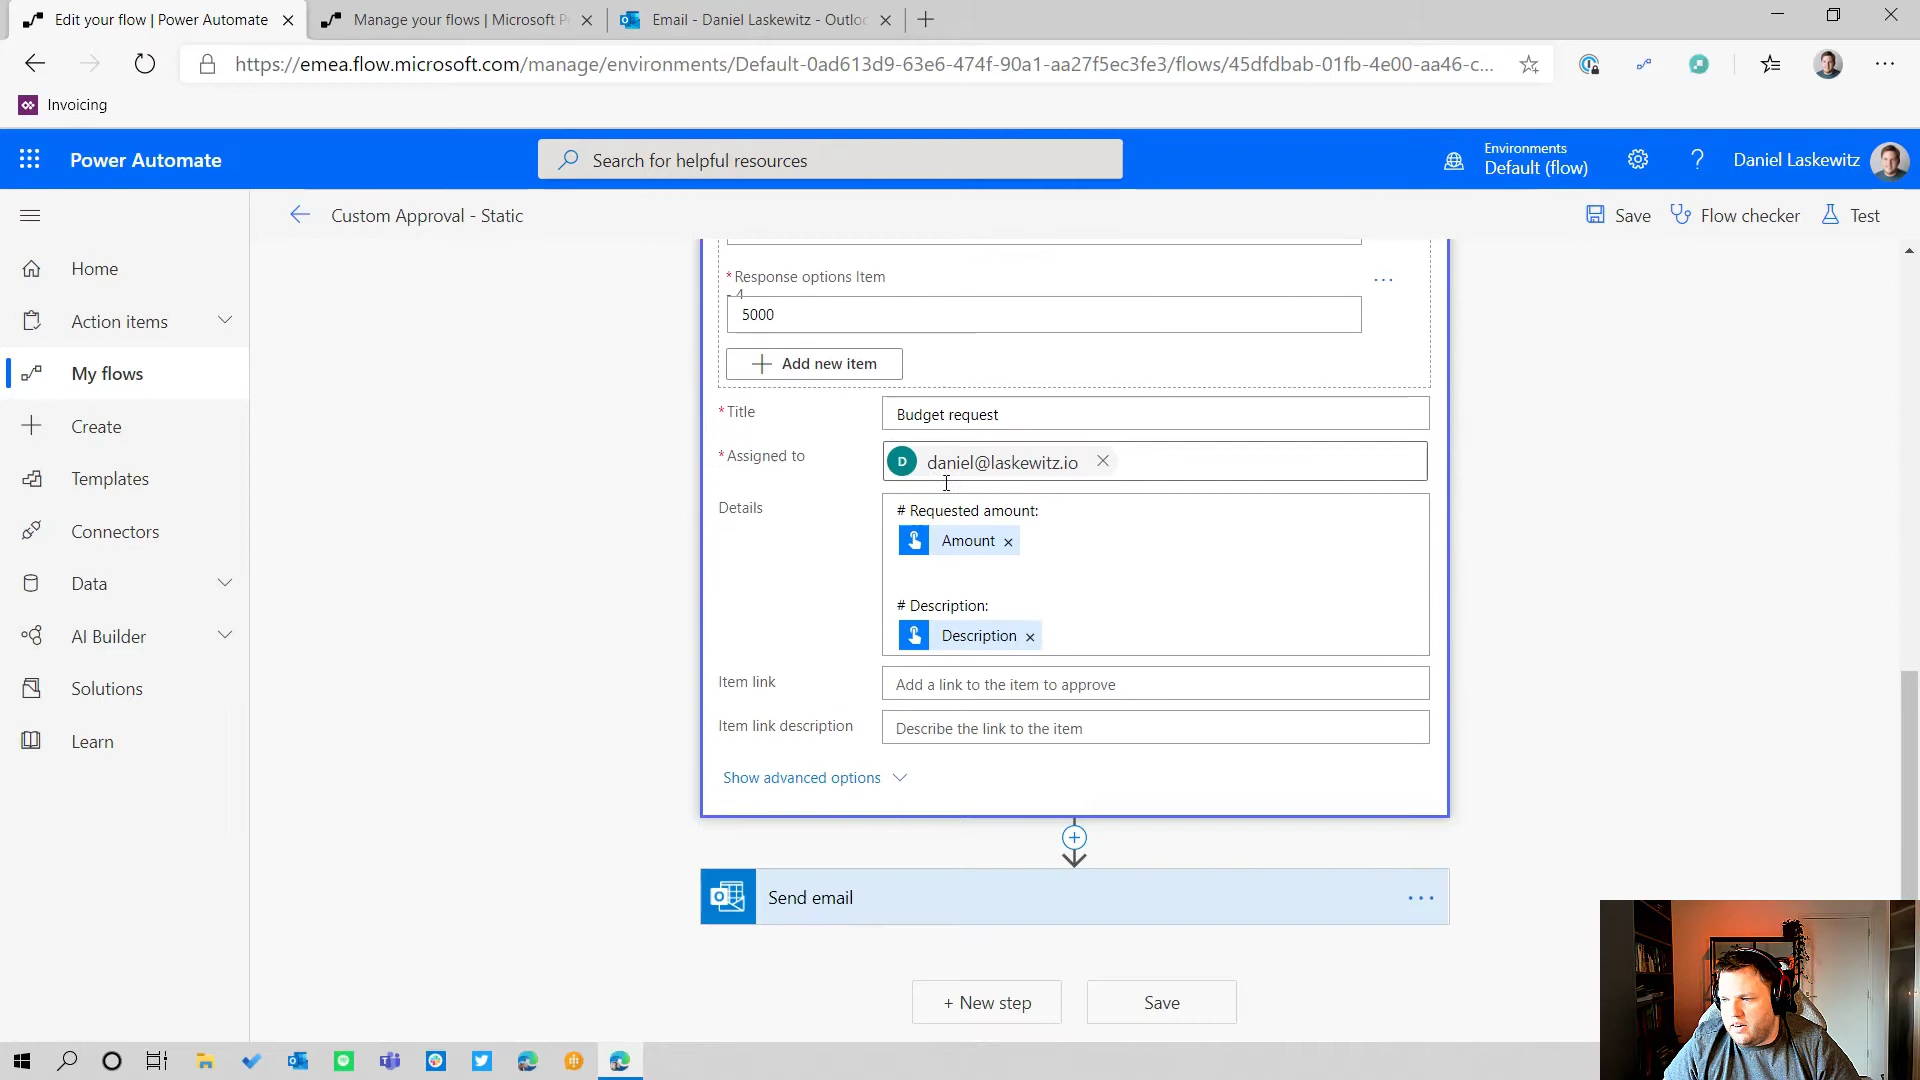 Edit your flow | Power Automate
Manage your flows | Microsoft P
Email - Daniel Laskewitz - Outloo
https://emea.flow.microsoft.com/manage/environments/Default-0ad613d9-63e6-474f-90a1-aa27f5ec3fe3/flows/45dfdbab-01fb-4e00-aa46-c...
Invoicing
Power Automate
Search for helpful resources
Environments
Default (flow)
?
Daniel Laskewitz
Custom Approval - Static
Save
Flow checker
Test
Home
Action items
My flows
Create
Templates
Connectors
Data
AI Builder
Solutions
Learn
* Response options Item
- 4
...
5000
Add new item
* Title
Budget request
* Assigned to
D
daniel@laskewitz.io
Details
# Requested amount:
Amount
# Description:
Description
Item link
Add a link to the item to approve
Item link description
Describe the link to the item
Show advanced options
Send email
...
+ New step
Save